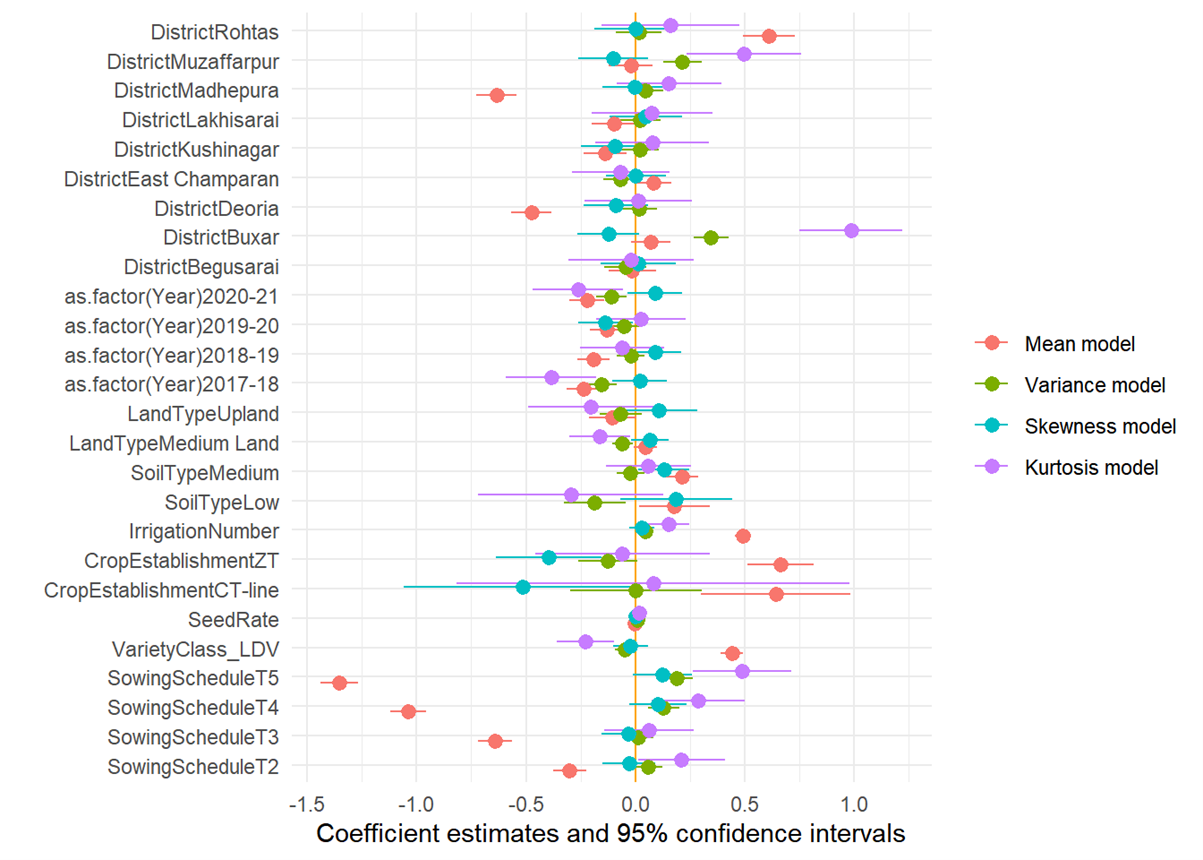 DistrictRohtas
DistrictMuzaffarpur
DistrictMadhepura
DistrictLakhisarai
DistrictKushinagar
DistrictEast Champaran
DistrictDeoria
DistrictBuxar
DistrictBegusarai
as.factor(Year)2020-21
as.factor(Year)2019-20
as.factor(Year)2018-19
as.factor(Year)2017-18
LandTypeUpland
LandTypeMedium Land
SoilTypeMedium
SoilTypeLow
IrrigationNumber
CropEstablishmentZT
CropEstablishmentCT-line
SeedRate
VarietyClass_LDV
SowingScheduleT5
SowingScheduleT4
SowingScheduleT3
SowingScheduleT2
-1.5 -1.0 -0.5 0.0 0.5 1.0
Coefficient estimates and 95% confidence intervals
Mean model
Variance model
Skewness model
Kurtosis model